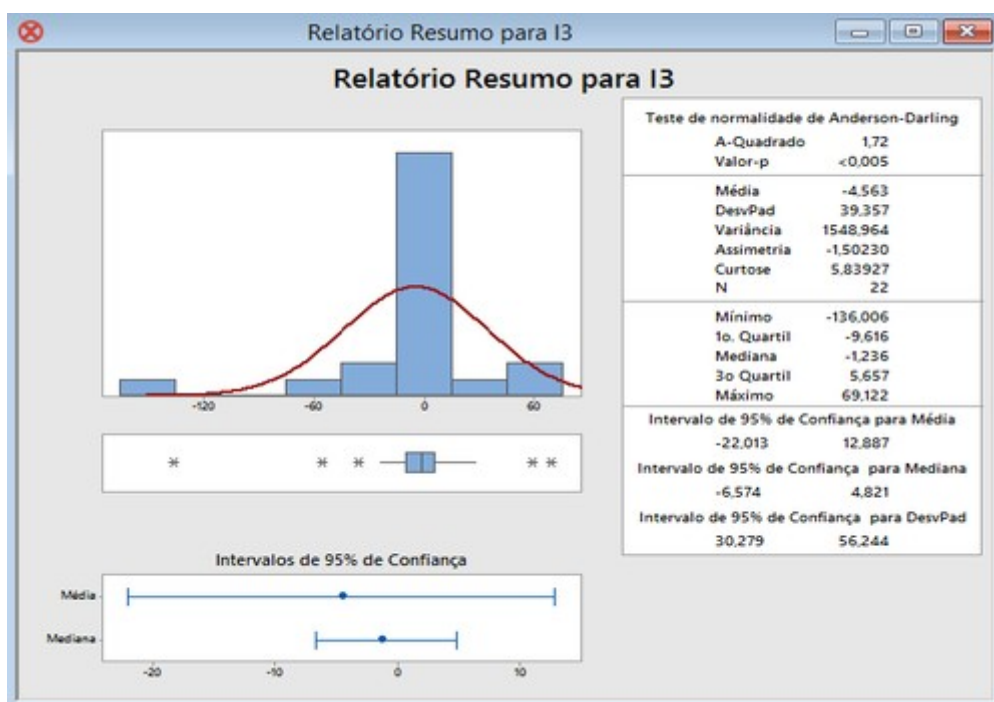 Relatório Resumo para I3
Relatório Resumo para I3
-120 -60 0 60
Intervalos de 95% de Confiança
Média
Mediana
-20 -10 0 10
Teste de normalidade de Anderson-Darling
A-Quadrado 1,72
Valor-p <0,005
Média -4,563
DesvPad 39,357
Variância 1548,964
Assimetria -1,50230
Curtose 5,83927
N 22
Mínimo -136,006
1o. Quartil -9,616
Mediana -1,236
3o Quartil 5,657
Máximo 69,122
Intervalo de 95% de Confiança para Média
-22,013 12,887
Intervalo de 95% de Confiança para Mediana
-6,574 4,821
Intervalo de 95% de Confiança para DesvPad
30,279 56,244